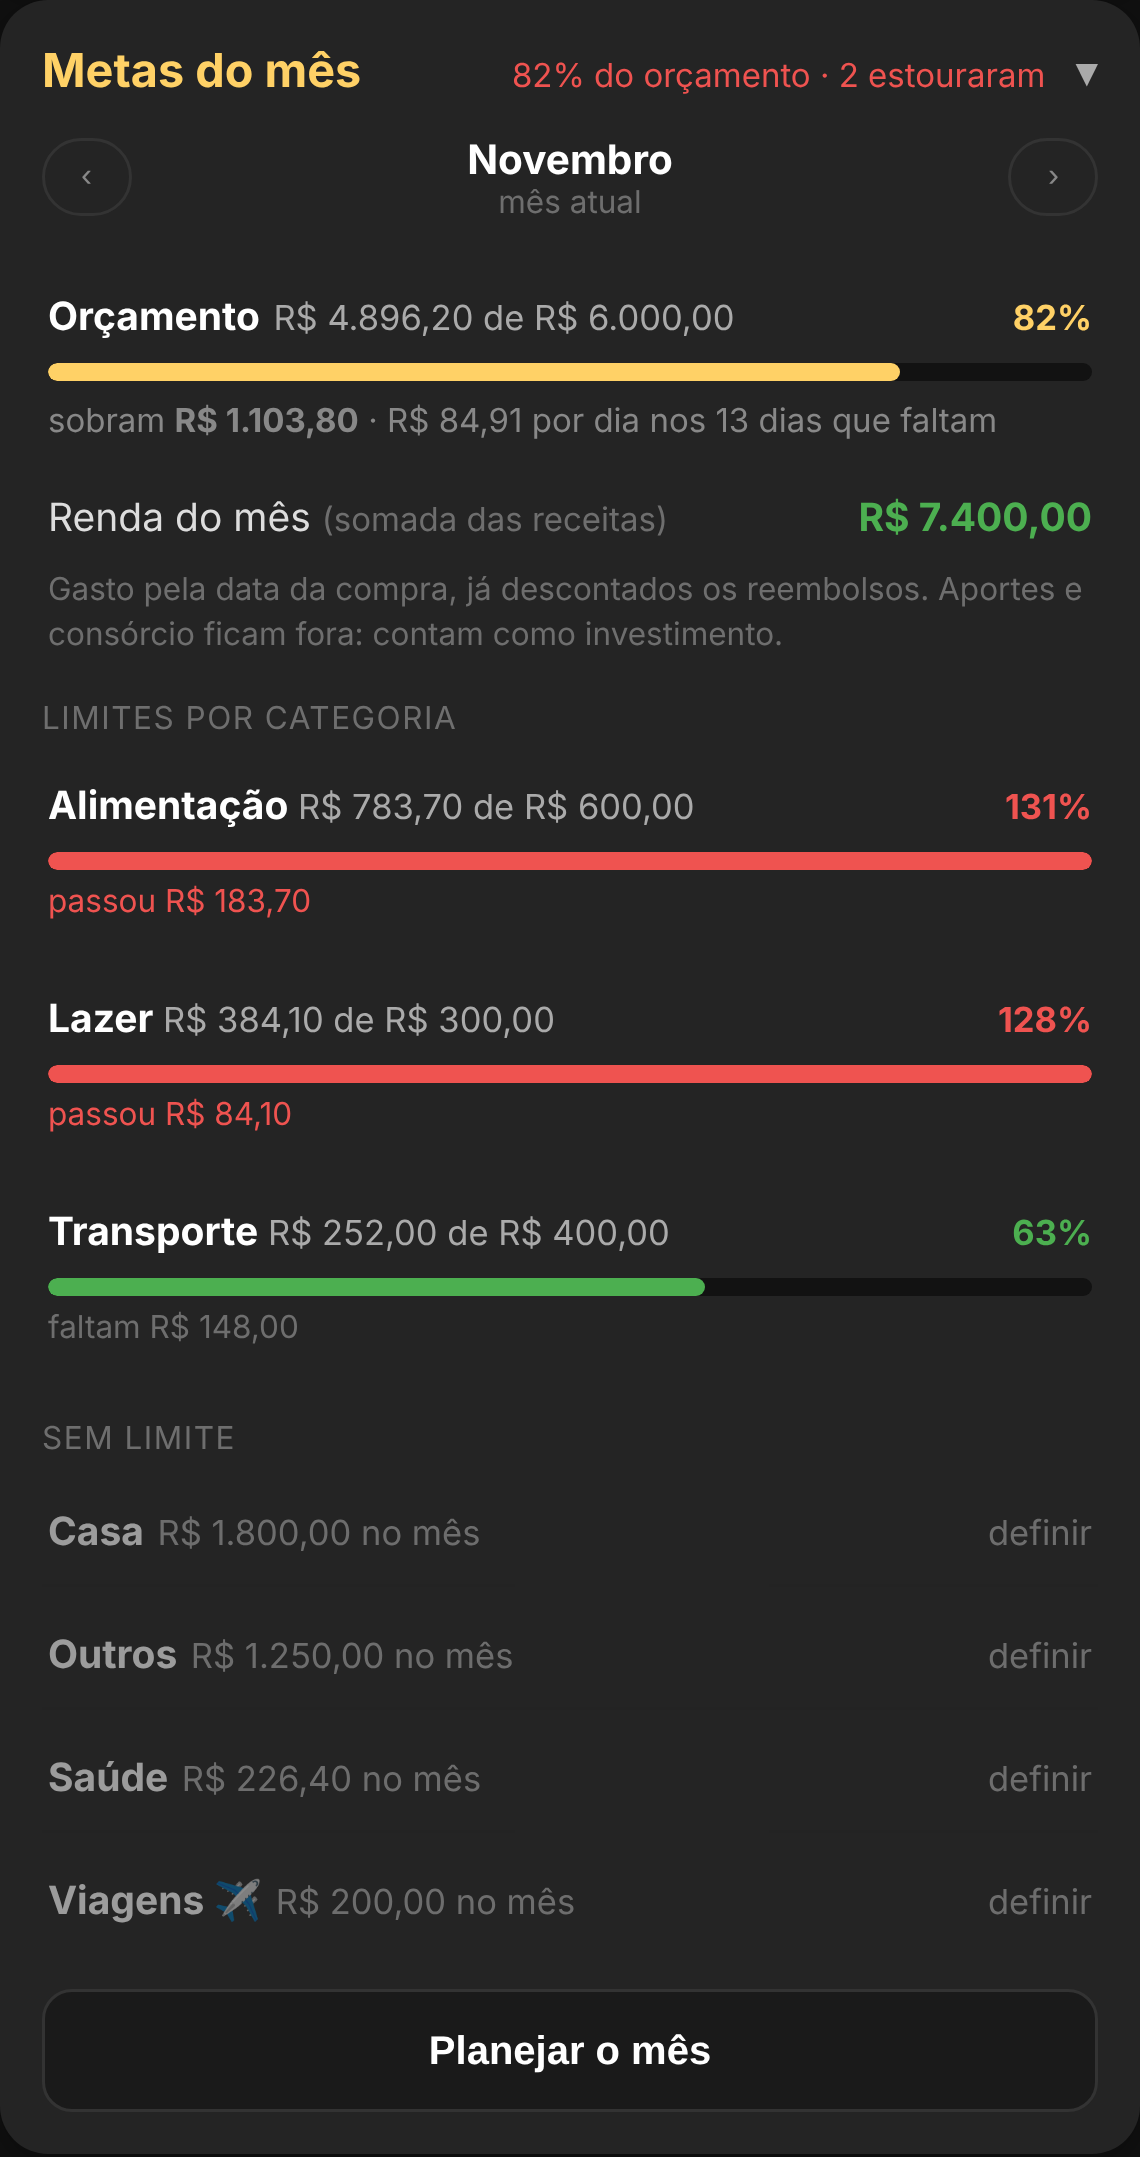 Metas do mês 82% do orçamento · 2 estouraram ▼
‹ Novembro ›
mês atual
Orçamento R$ 4.896,20 de R$ 6.000,00 82%
sobram R$ 1.103,80 · R$ 84,91 por dia nos 13 dias que faltam
Renda do mês (somada das receitas) R$ 7.400,00
Gasto pela data da compra, já descontados os reembolsos. Aportes e
consórcio ficam fora: contam como investimento.
LIMITES POR CATEGORIA
Alimentação R$ 783,70 de R$ 600,00 131%
passou R$ 183,70
Lazer R$ 384,10 de R$ 300,00 128%
passou R$ 84,10
Transporte R$ 252,00 de R$ 400,00 63%
faltam R$ 148,00
SEM LIMITE
Casa R$ 1.800,00 no mês definir
Outros R$ 1.250,00 no mês definir
Saúde R$ 226,40 no mês definir
Viagens ✈️ R$ 200,00 no mês definir
Planejar o mês